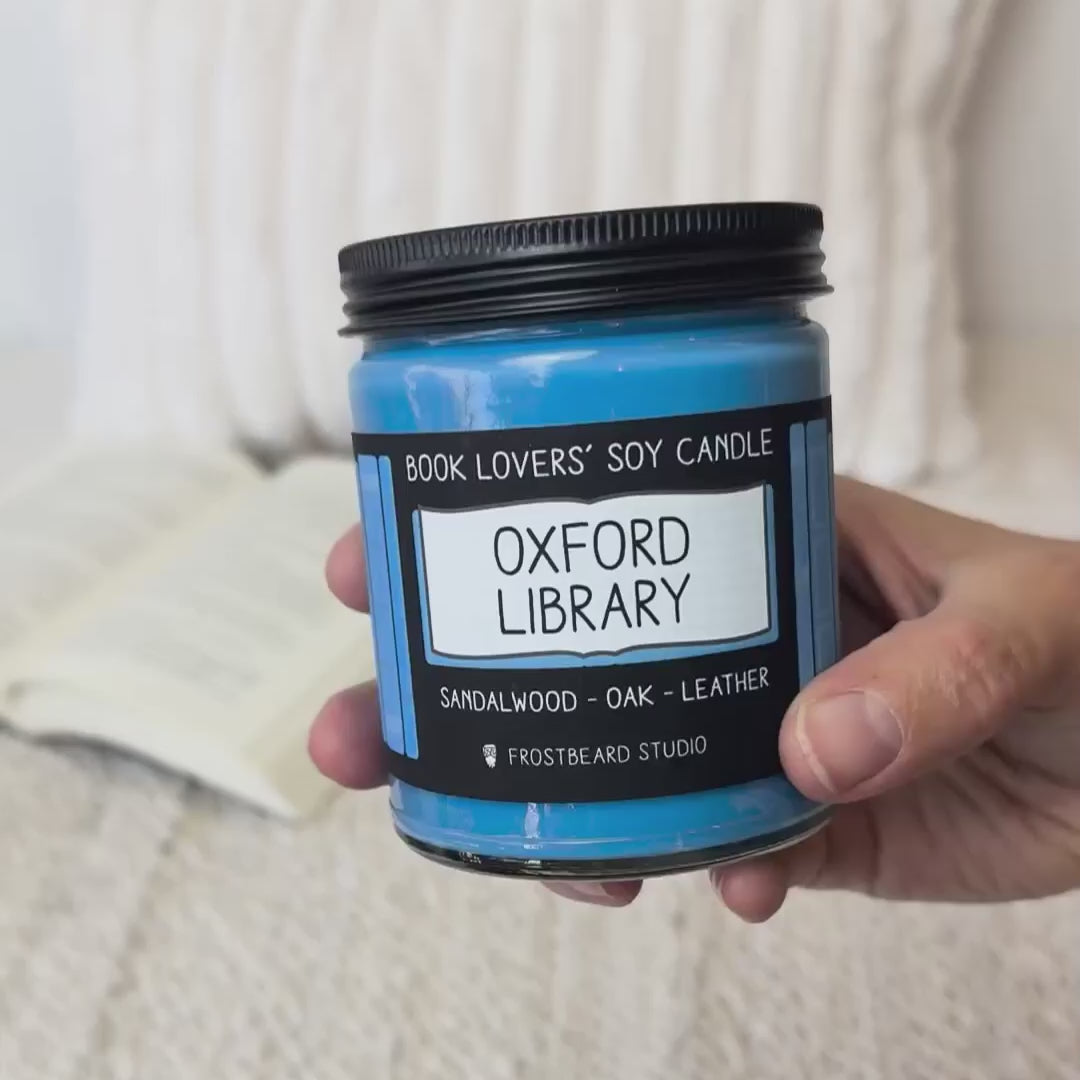 BOOK LOVERS' SOY CANDLE
OXFORD
LIBRARY
SANDALWOOD - OAK - LEATHER
FROSTBEARD STUDIO